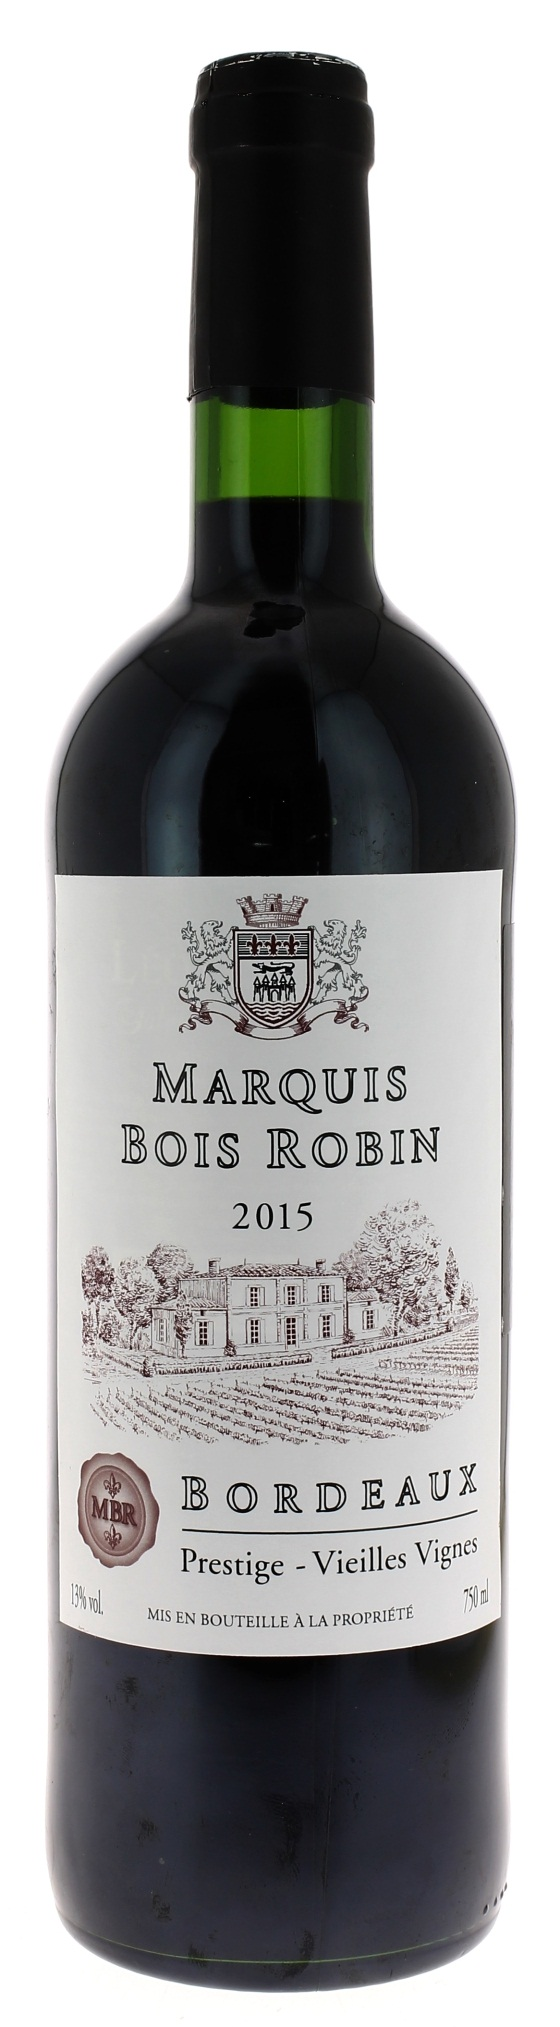 MARQUIS
BOIS ROBIN
2015
BORDEAUX
MBR
Prestige - Vieilles Vignes
13% vol.
750 ml
MIS EN BOUTEILLE À LA PROPRIÉTÉ